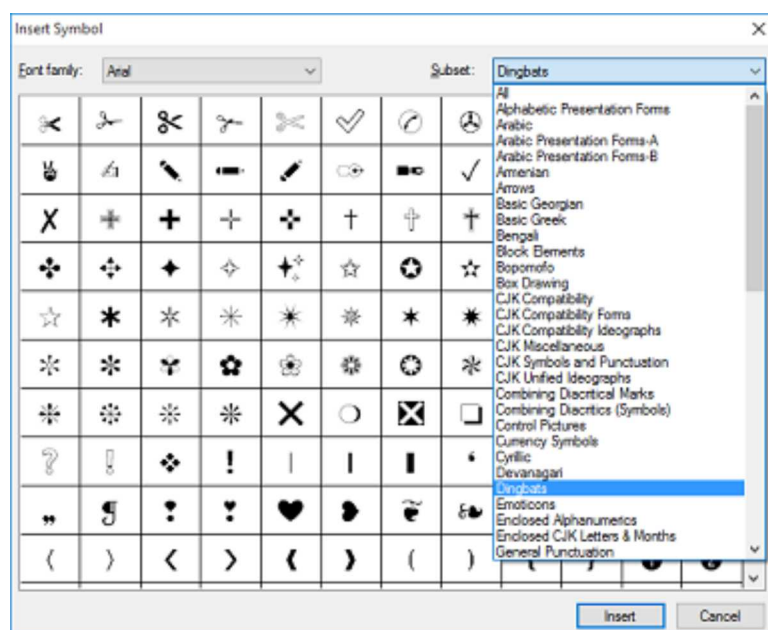 Insert Symbol
Font family: Arial
Subset: Dingbats
All
Alphabetic Presentation Forms
Arabic
Arabic Presentation Forms-A
Arabic Presentation Forms-B
Armenian
Arrows
Basic Georgian
Basic Greek
Bengali
Block Elements
Bopomofo
Box Drawing
CJK Compatibility
CJK Compatibility Forms
CJK Compatibility Ideographs
CJK Miscellaneous
CJK Symbols and Punctuation
CJK Unified Ideographs
Combining Diacritical Marks
Combining Diacritics (Symbols)
Control Pictures
Currency Symbols
Cyrillic
Devanagari
Dingbats
Emoticons
Enclosed Alphanumerics
Enclosed CJK Letters & Months
General Punctuation
Insert
Cancel